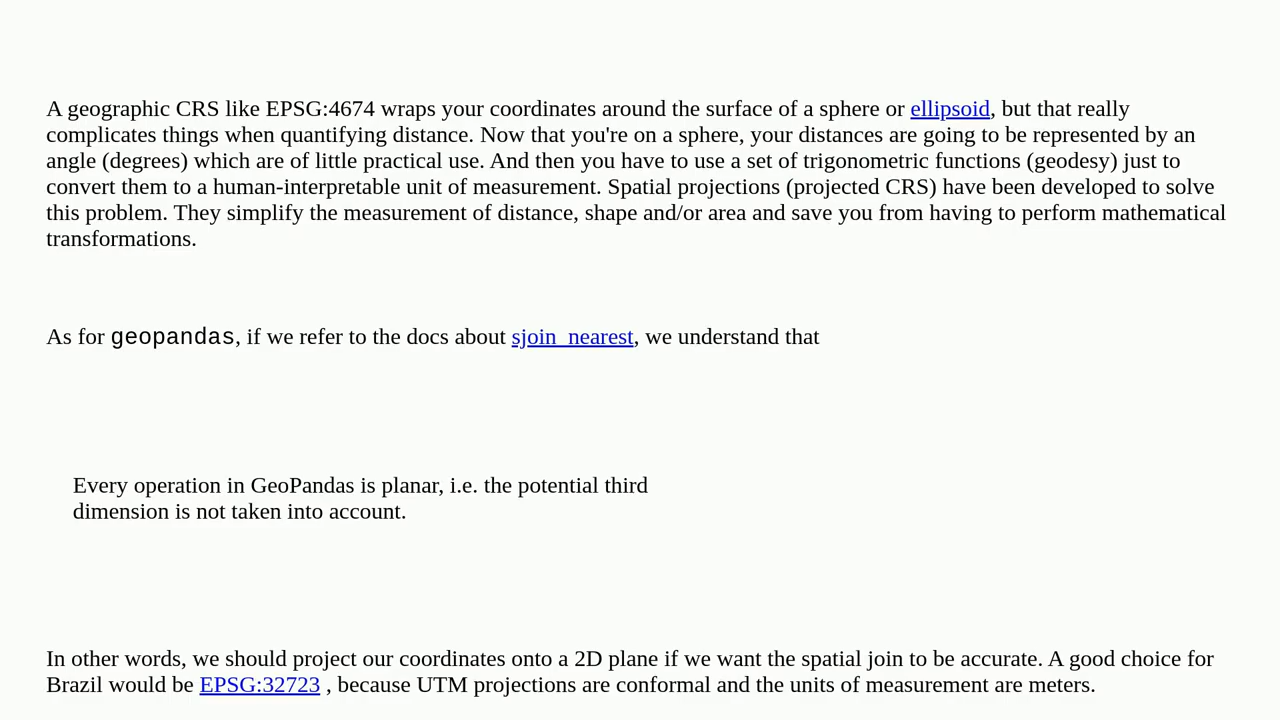 A geographic CRS like EPSG:4674 wraps your coordinates around the surface of a sphere or ellipsoid, but that really
complicates things when quantifying distance. Now that you're on a sphere, your distances are going to be represented by an
angle (degrees) which are of little practical use. And then you have to use a set of trigonometric functions (geodesy) just to
convert them to a human-interpretable unit of measurement. Spatial projections (projected CRS) have been developed to solve
this problem. They simplify the measurement of distance, shape and/or area and save you from having to perform mathematical
transformations.
As for geopandas, if we refer to the docs about sjoin_nearest, we understand that
Every operation in GeoPandas is planar, i.e. the potential third
dimension is not taken into account.
In other words, we should project our coordinates onto a 2D plane if we want the spatial join to be accurate. A good choice for
Brazil would be EPSG:32723 , because UTM projections are conformal and the units of measurement are meters.